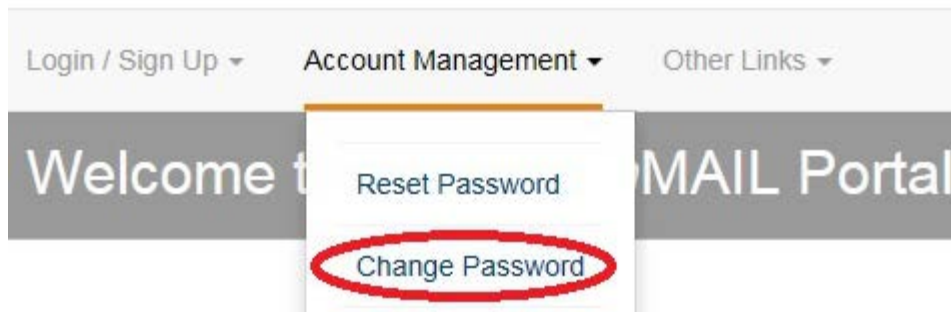 Login / Sign Up Account Management Other Links
Welcome MAIL Portal
Reset Password
Change Password